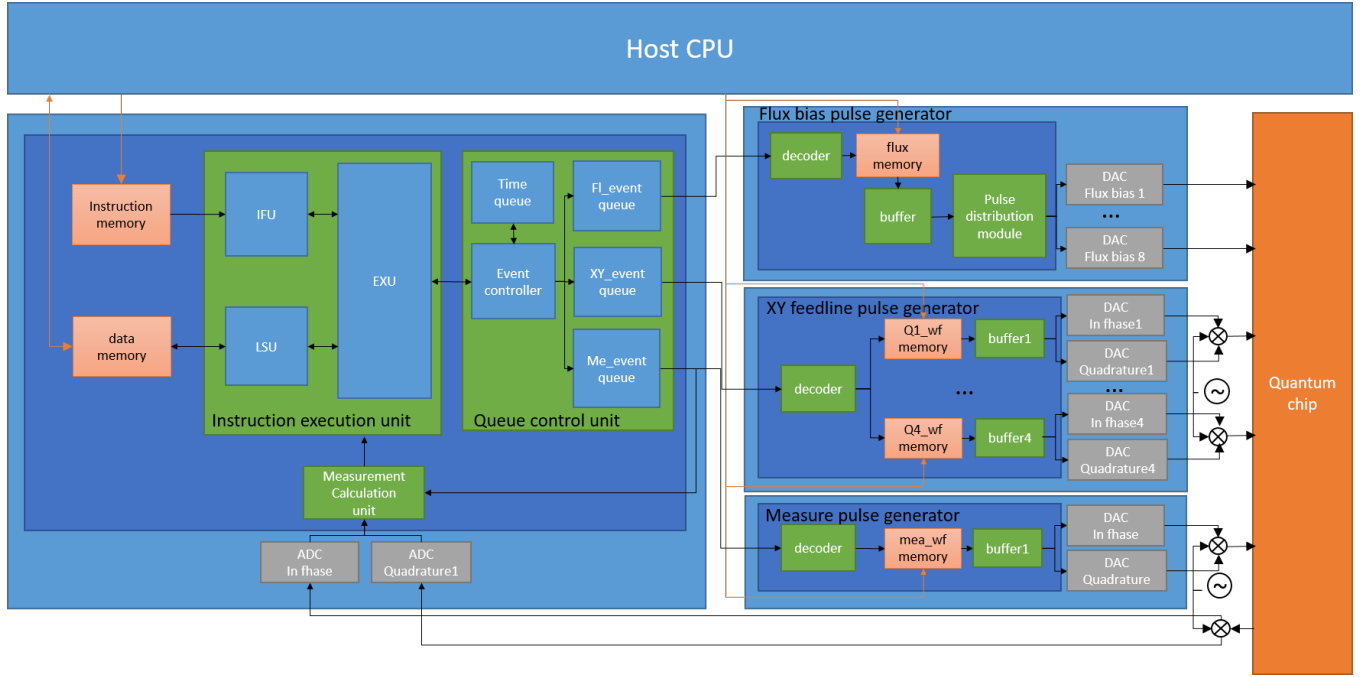 Host CPU
Instruction
memory
data
memory
IFU
LSU
EXU
Instruction execution unit
Time
queue
Event
controller
Fl_event
queue
XY_event
queue
Me_event
queue
Queue control unit
Measurement
Calculation
unit
ADC
In fhase
ADC
Quadrature1
Flux bias pulse generator
decoder
flux
memory
buffer
Pulse
distribution
module
DAC
Flux bias 1
...
DAC
Flux bias 8
XY feedline pulse generator
decoder
Q1_wf
memory
buffer1
...
Q4_wf
memory
buffer4
DAC
In fhase1
DAC
Quadrature1
...
DAC
In fhase4
DAC
Quadrature4
Measure pulse generator
decoder
mea_wf
memory
buffer1
DAC
In fhase
DAC
Quadrature
Quantum
chip